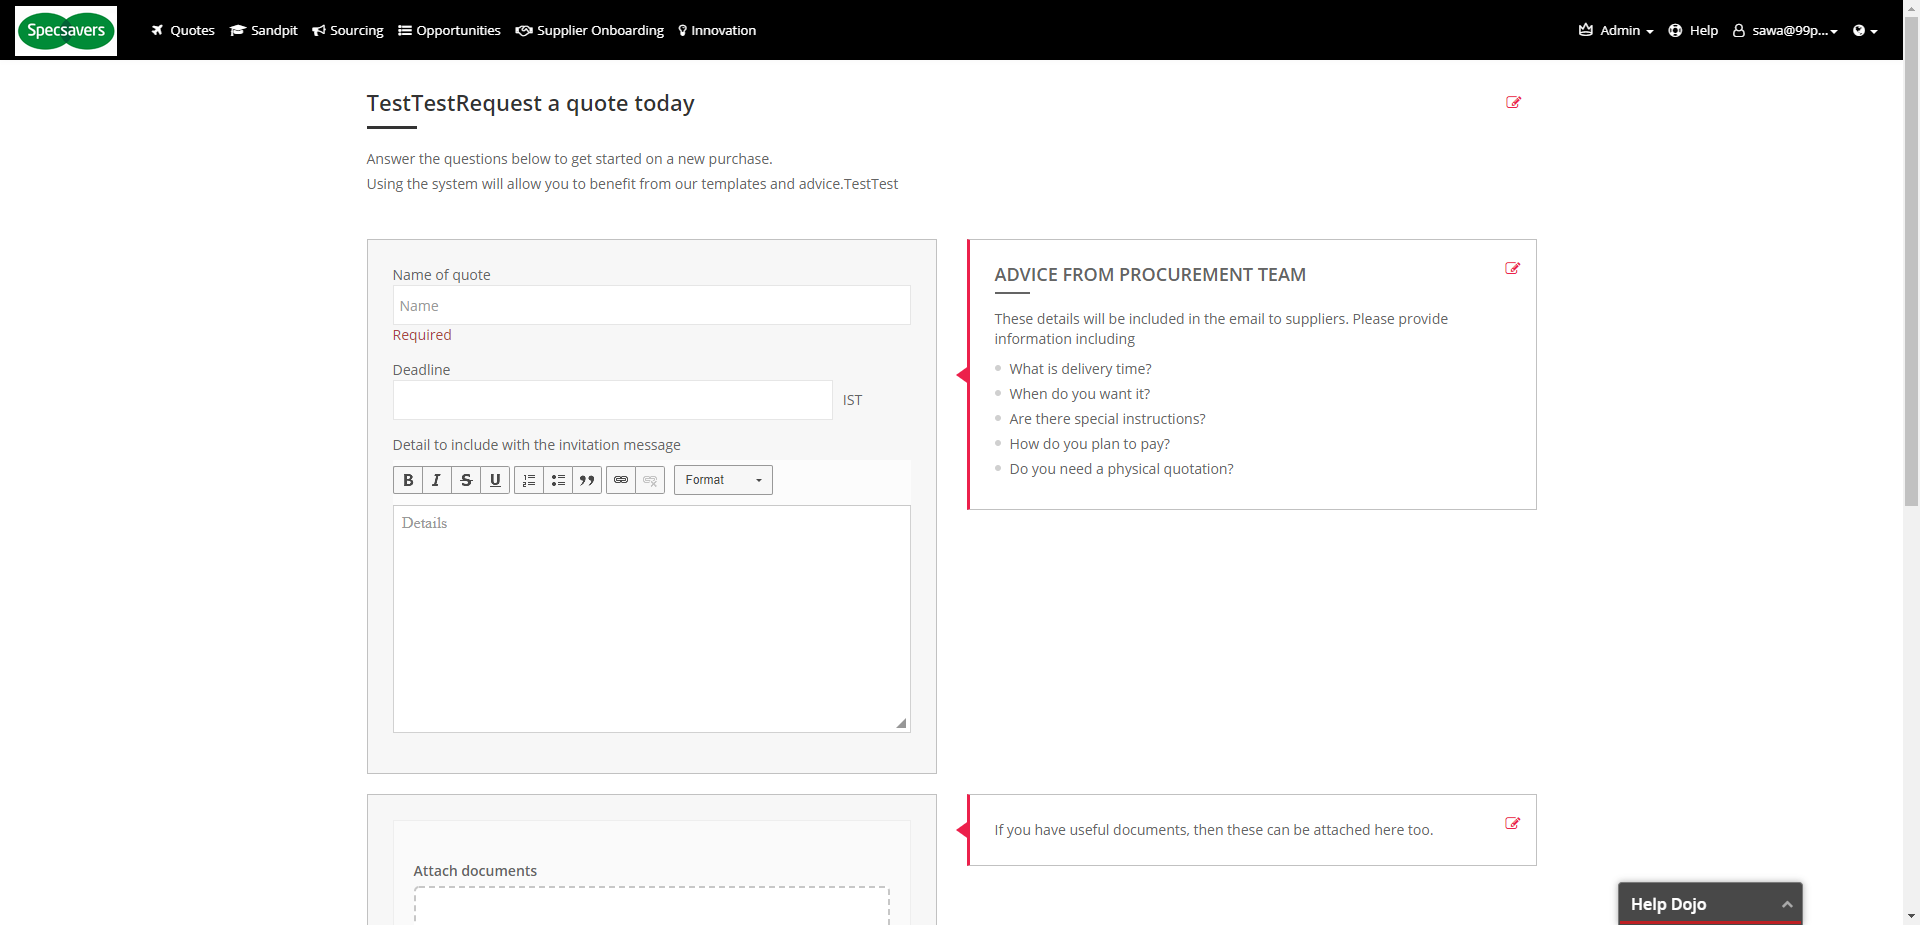 Specsavers Quotes Sandpit Sourcing Opportunities Supplier Onboarding Innovation Admin Help sawa@99p...
TestTestRequest a quote today
Answer the questions below to get started on a new purchase.
Using the system will allow you to benefit from our templates and advice.TestTest
Name of quote
Name
Required
Deadline
IST
Detail to include with the invitation message
B I S U Format
Details
ADVICE FROM PROCUREMENT TEAM
These details will be included in the email to suppliers. Please provide
information including
What is delivery time?
When do you want it?
Are there special instructions?
How do you plan to pay?
Do you need a physical quotation?
Attach documents
If you have useful documents, then these can be attached here too.
Help Dojo